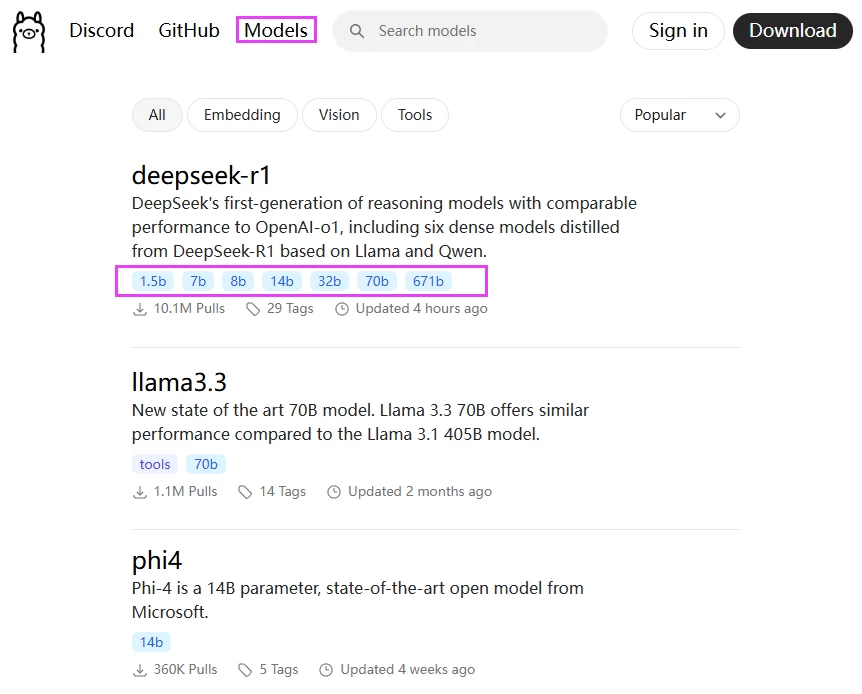 Discord GitHub Models Search models Sign in Download
All Embedding Vision Tools Popular
deepseek-r1
DeepSeek's first-generation of reasoning models with comparable
performance to OpenAI-o1, including six dense models distilled
from DeepSeek-R1 based on Llama and Qwen.
1.5b 7b 8b 14b 32b 70b 671b
10.1M Pulls 29 Tags Updated 4 hours ago
llama3.3
New state of the art 70B model. Llama 3.3 70B offers similar
performance compared to the Llama 3.1 405B model.
tools 70b
1.1M Pulls 14 Tags Updated 2 months ago
phi4
Phi-4 is a 14B parameter, state-of-the-art open model from
Microsoft.
14b
360K Pulls 5 Tags Updated 4 weeks ago